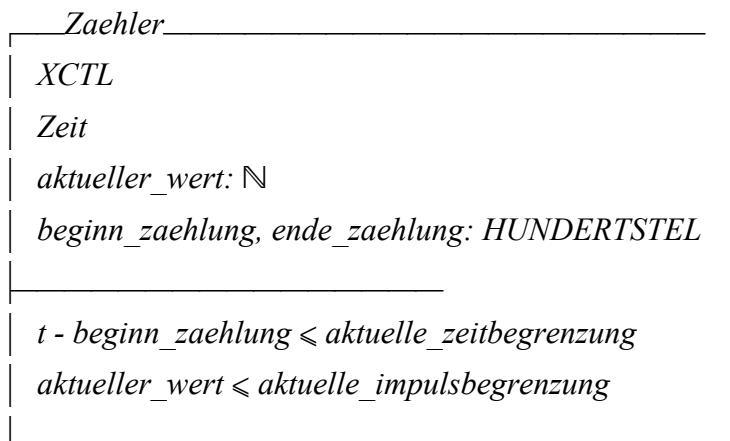 Zaehler
XCTL
Zeit
aktueller_wert: ℕ
beginn_zaehlung, ende_zaehlung: HUNDERTSTEL
t - beginn_zaehlung ⩽ aktuelle_zeitbegrenzung
aktueller_wert ⩽ aktuelle_impulsbegrenzung